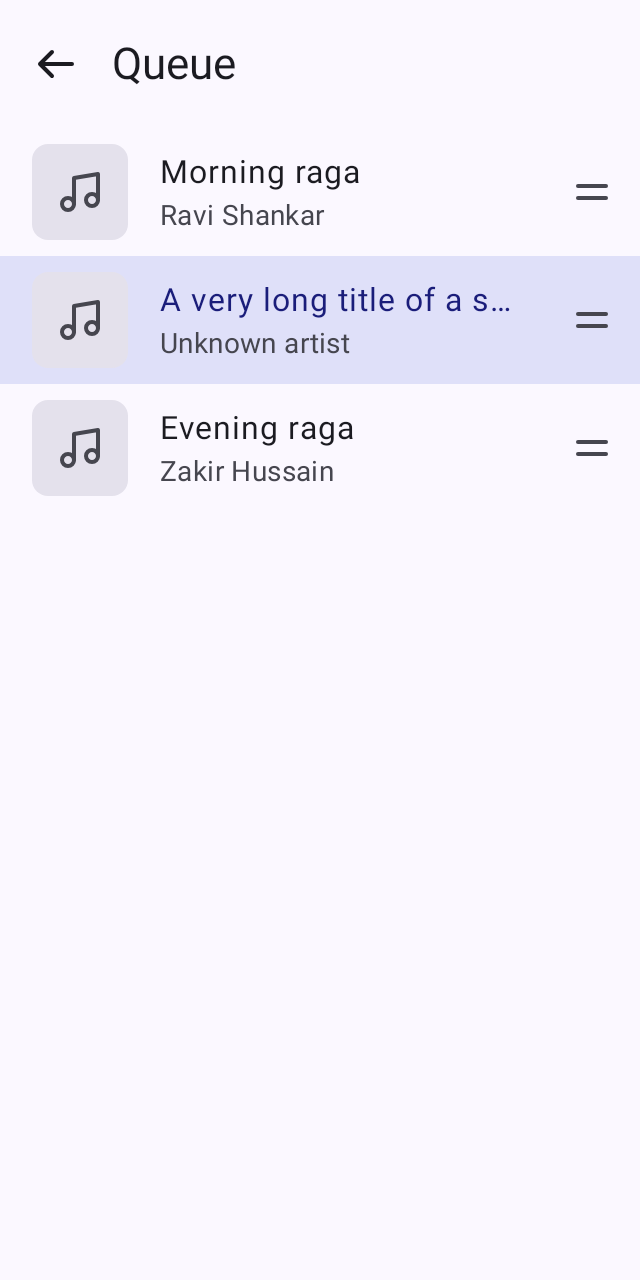 Queue
Morning raga
Ravi Shankar
A very long title of a s…
Unknown artist
Evening raga
Zakir Hussain